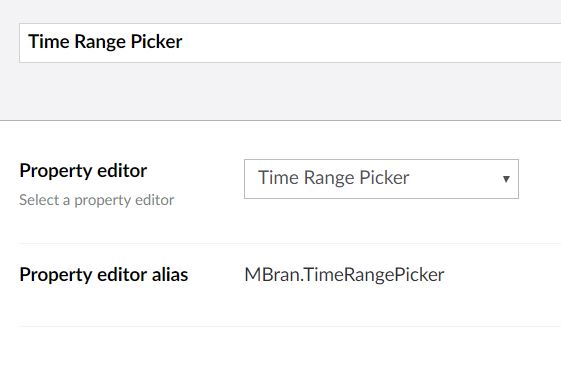 Time Range Picker
Property editor
Time Range Picker
Select a property editor
Property editor alias
MBran.TimeRangePicker